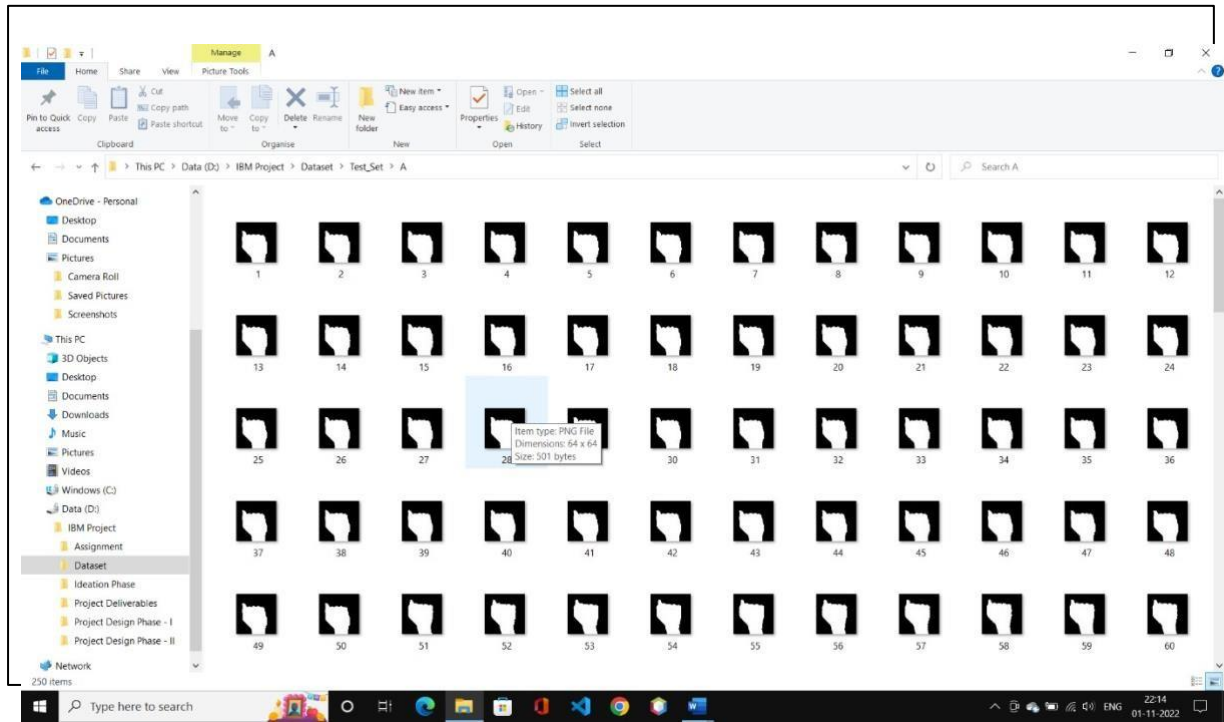 Manage A
File Home Share View Picture Tools
Pin to Quick access
Copy
Paste
Cut
Copy path
Paste shortcut
Clipboard
Move to
Copy to
Delete
Rename
Organise
New folder
New item
Easy access
New
Properties
Open
Edit
History
Open
Select all
Select none
Invert selection
Select
This PC > Data (D:) > IBM Project > Dataset > Test_Set > A
Search A
OneDrive - Personal
Desktop
Documents
Pictures
Camera Roll
Saved Pictures
Screenshots
This PC
3D Objects
Desktop
Documents
Downloads
Music
Pictures
Videos
Windows (C:)
Data (D:)
IBM Project
Assignment
Dataset
Ideation Phase
Project Deliverables
Project Design Phase - I
Project Design Phase - II
Network
1 2 3 4 5 6 7 8 9 10 11 12
13 14 15 16 17 18 19 20 21 22 23 24
25 26 27 28 30 31 32 33 34 35 36
Item type: PNG File
Dimensions: 64 x 64
Size: 501 bytes
37 38 39 40 41 42 43 44 45 46 47 48
49 50 51 52 53 54 55 56 57 58 59 60
250 items
Type here to search
ENG
22:14
01-11-2022